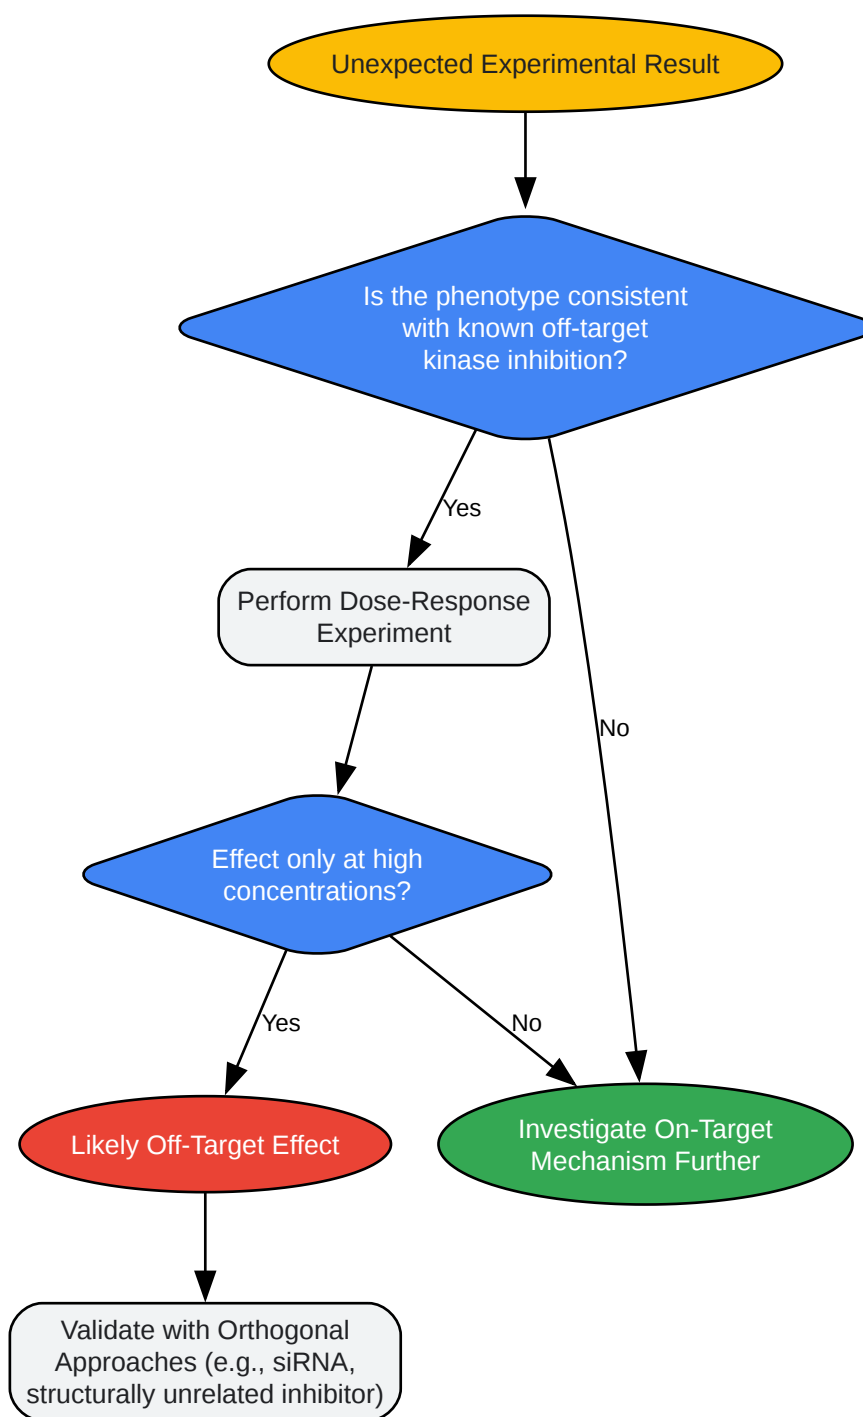 Unexpected Experimental Result
Is the phenotype consistent
with known off-target
kinase inhibition?
Yes
Perform Dose-Response
Experiment
No
Effect only at high
concentrations?
Yes
No
Likely Off-Target Effect
Investigate On-Target
Mechanism Further
Validate with Orthogonal
Approaches (e.g., siRNA,
structurally unrelated inhibitor)